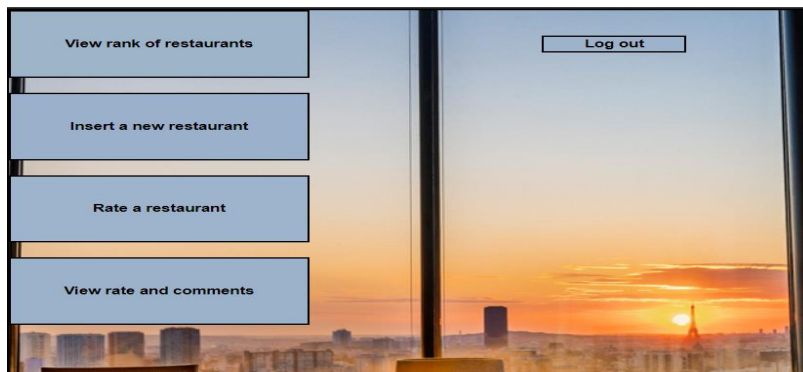 View rank of restaurants
Log out
Insert a new restaurant
Rate a restaurant
View rate and comments